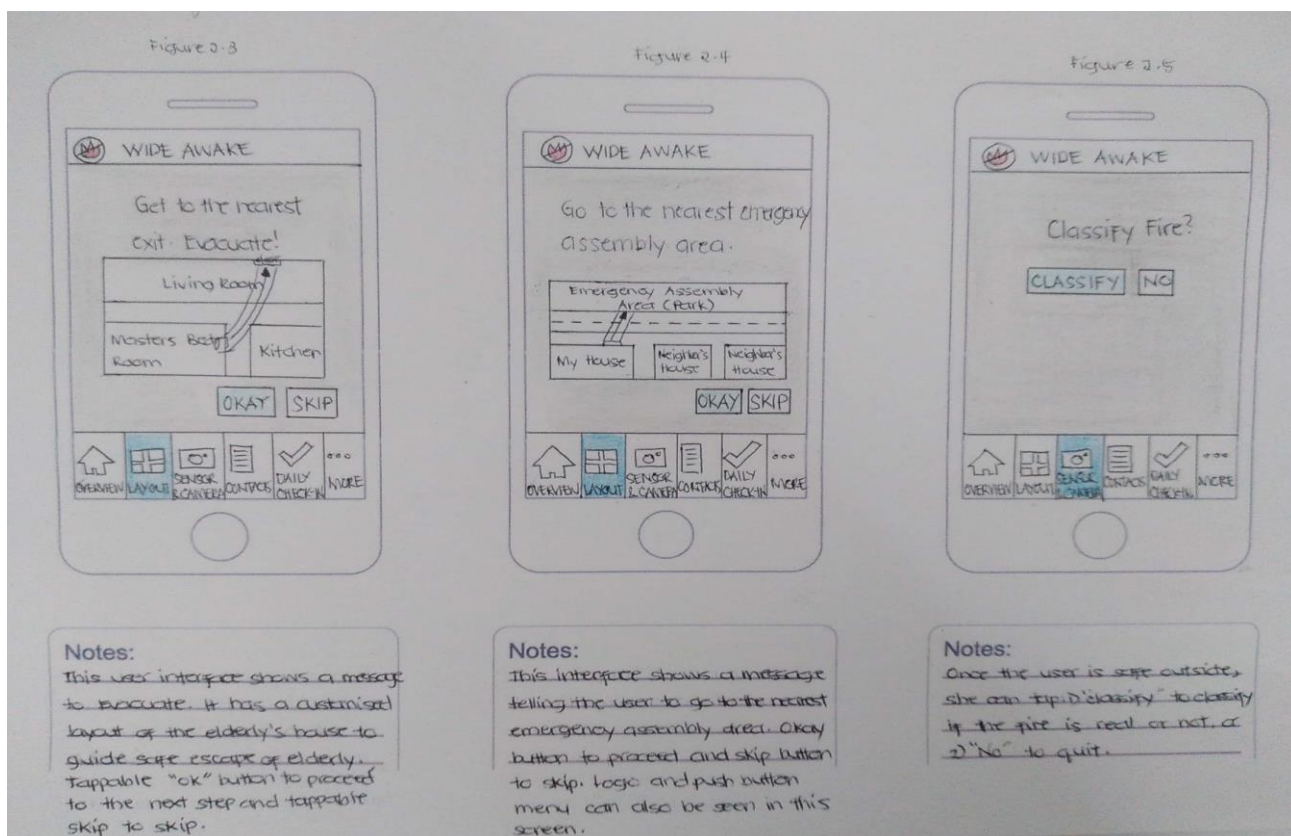 Figure 2.3
WIDE AWAKE
Get to the nearest
exit. Evacuate!
Living Room
Masters Bed
Room
Kitchen
OKAY
SKIP
OVERVIEW
LAYOUT
SENSOR
& CAMERA
CONTACTS
DAILY
CHECK-IN
MORE
Notes:
This user interface shows a message
to evacuate. It has a customised
layout of the elderly's house to
guide safe escape of elderly.
Tappable "ok" button to proceed
to the next step and tappable
skip to skip.
Figure 2.4
WIDE AWAKE
Go to the nearest emergency
assembly area.
Emergency Assembly
Area (Park)
My House
Neighbor's
House
Neighbor's
House
OKAY
SKIP
OVERVIEW
LAYOUT
SENSOR
& CAMERA
CONTACTS
DAILY
CHECK-IN
MORE
Notes:
This interface shows a message
telling the user to go to the nearest
emergency assembly area. Okay
button to proceed and skip button
to skip. Logo and push button
menu can also be seen in this
screen.
Figure 2.5
WIDE AWAKE
Classify Fire?
CLASSIFY
NO
OVERVIEW
LAYOUT
SENSOR
& CAMERA
CONTACTS
DAILY
CHECK-IN
MORE
Notes:
Once the user is safe outside,
she can tap 1) "classify" to classify
if the fire is real or not, or
2) "No" to quit.